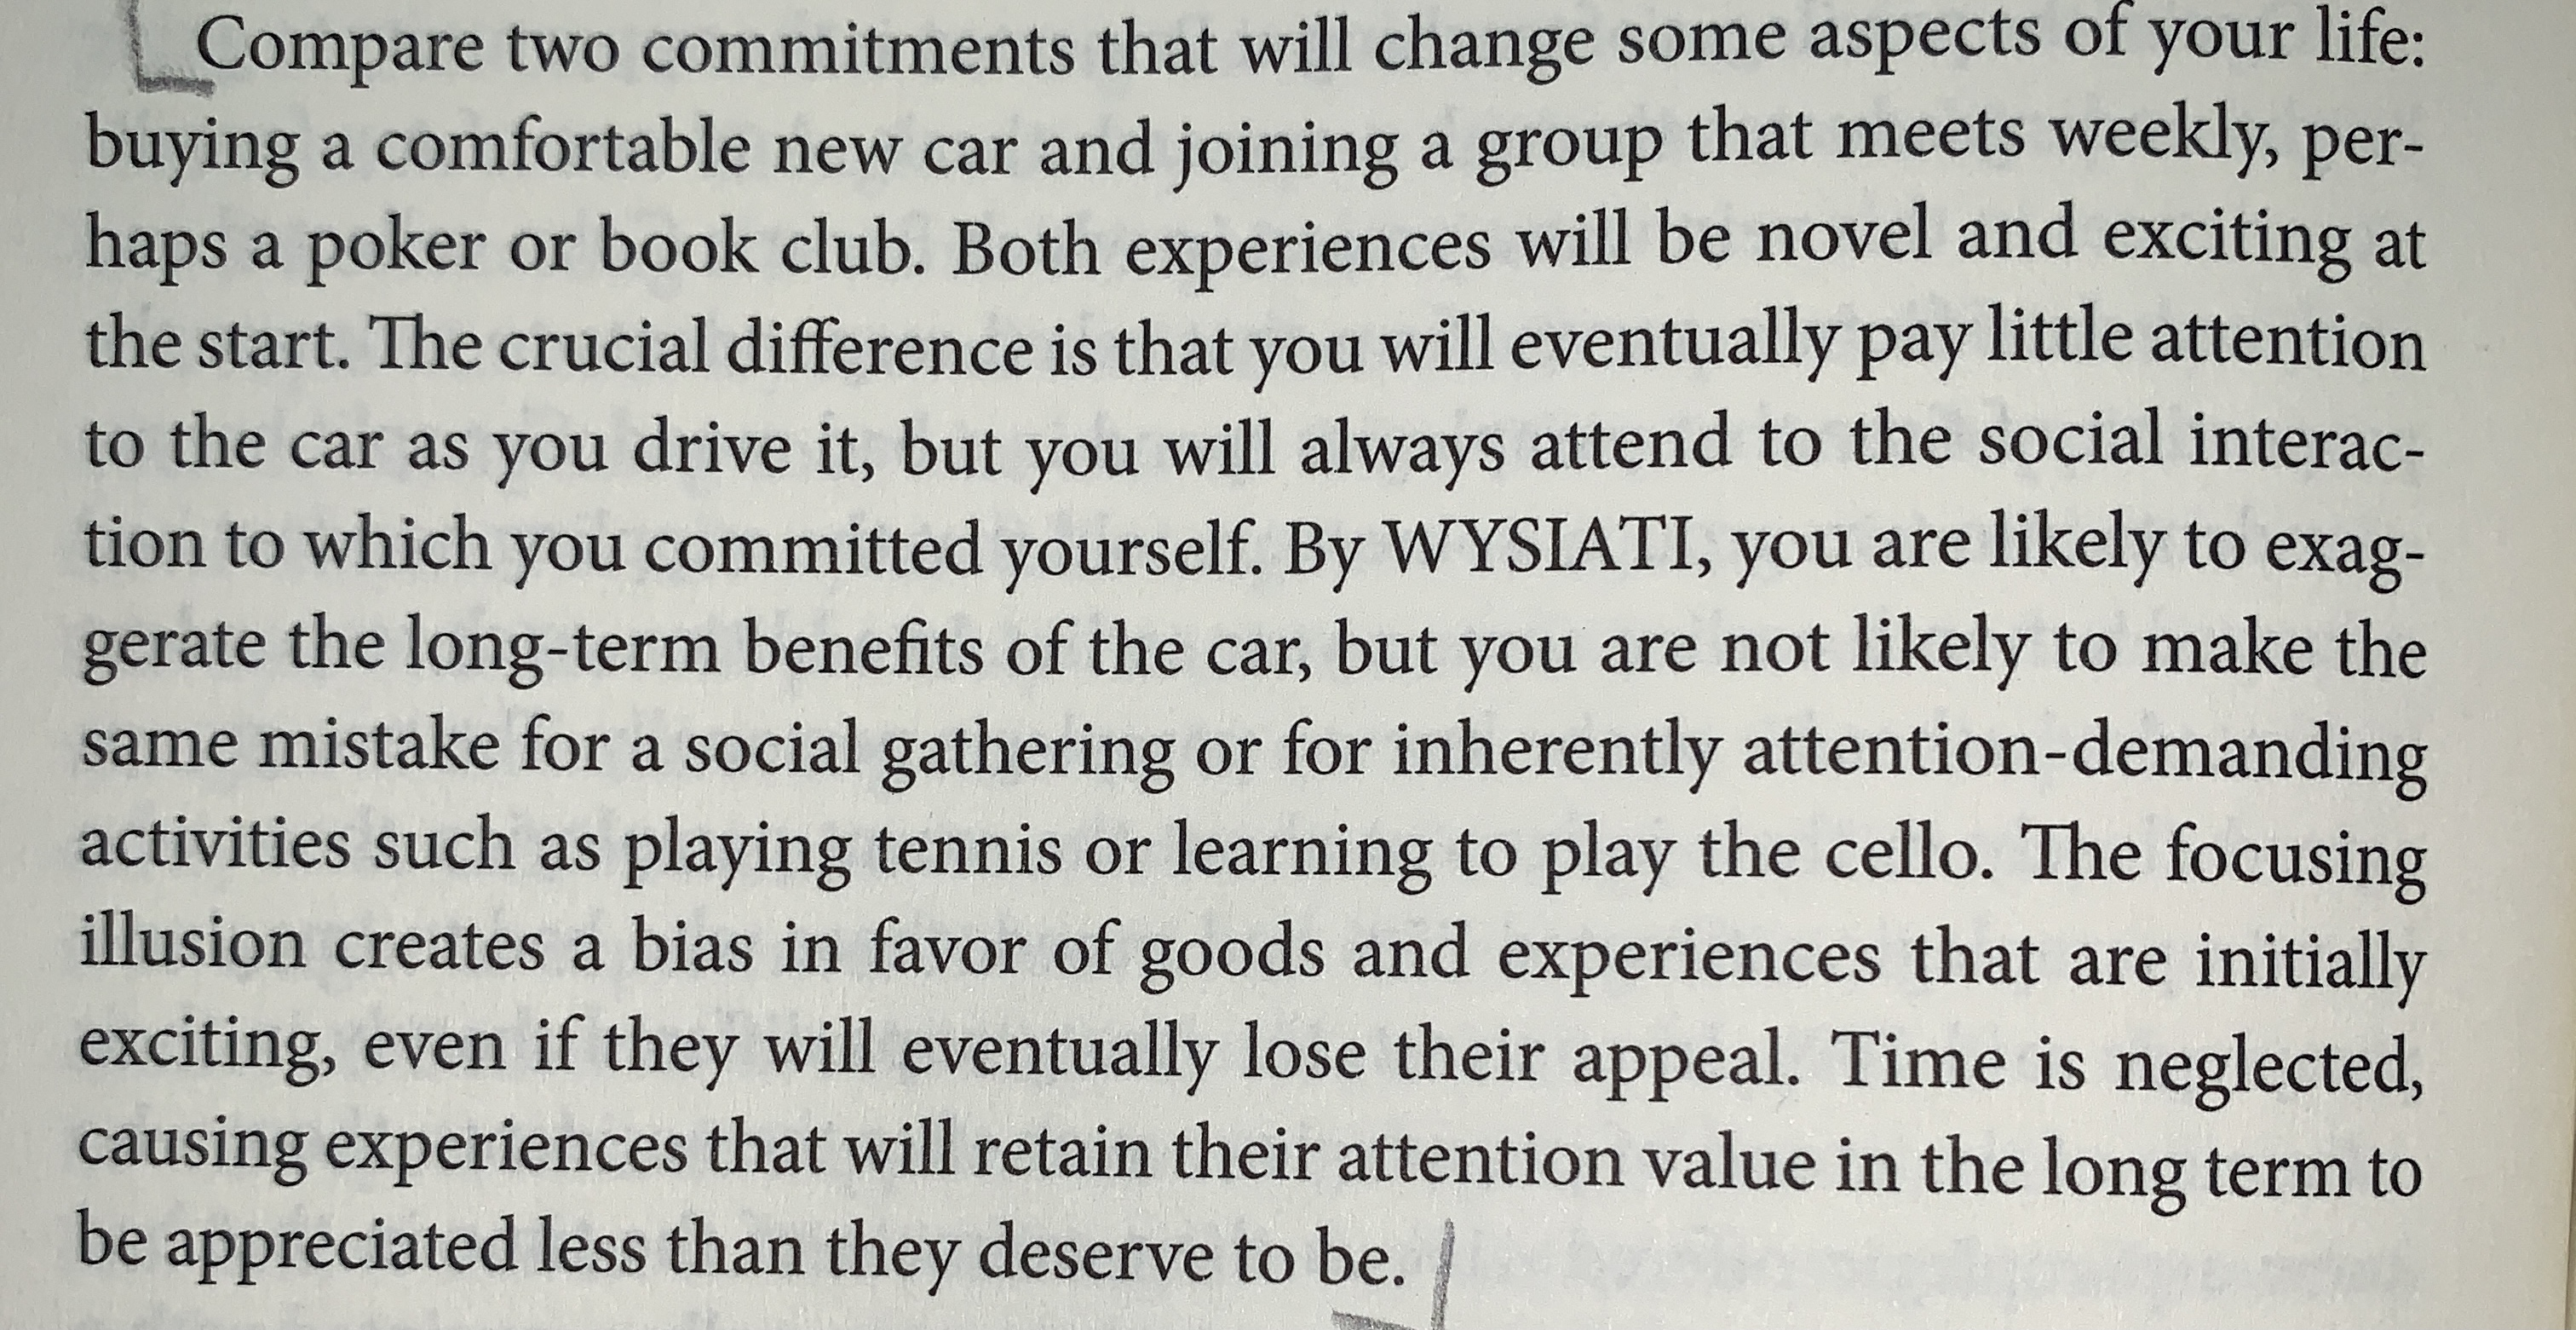 Compare two commitments that will change some aspects of your life:
buying a comfortable new car and joining a group that meets weekly, per-
haps a poker or book club. Both experiences will be novel and exciting at
the start. The crucial difference is that you will eventually pay little attention
to the car as you drive it, but you will always attend to the social interac-
tion to which you committed yourself. By WYSIATI, you are likely to exag-
gerate the long-term benefits of the car, but you are not likely to make the
same mistake for a social gathering or for inherently attention-demanding
activities such as playing tennis or learning to play the cello. The focusing
illusion creates a bias in favor of goods and experiences that are initially
exciting, even if they will eventually lose their appeal. Time is neglected,
causing experiences that will retain their attention value in the long term to
be appreciated less than they deserve to be.